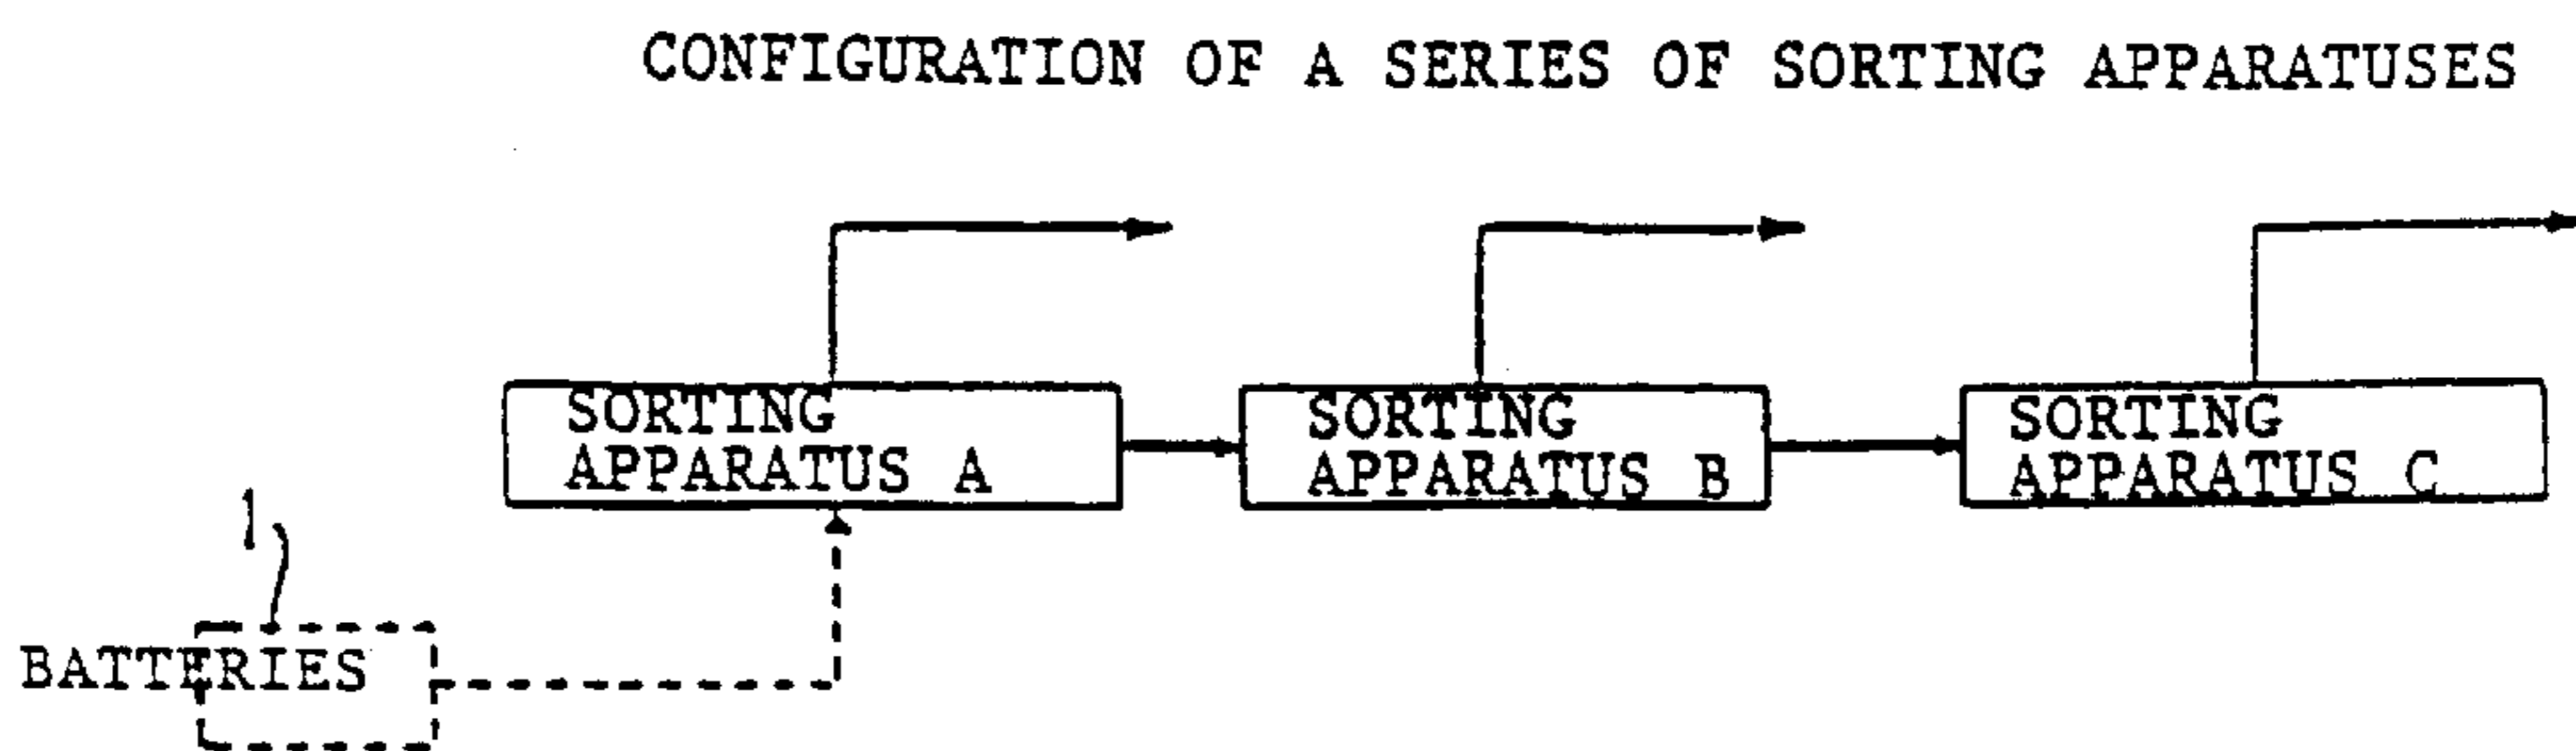 CONFIGURATION OF A SERIES OF SORTING APPARATUSES
SORTING
APPARATUS A
SORTING
APPARATUS B
SORTING
APPARATUS C
1
BATTERIES